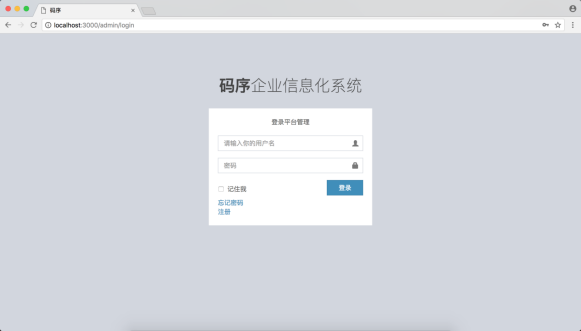 码序
localhost:3000/admin/login
码序企业信息化系统
登录平台管理
请输入你的用户名
密码
记住我
登录
忘记密码
注册